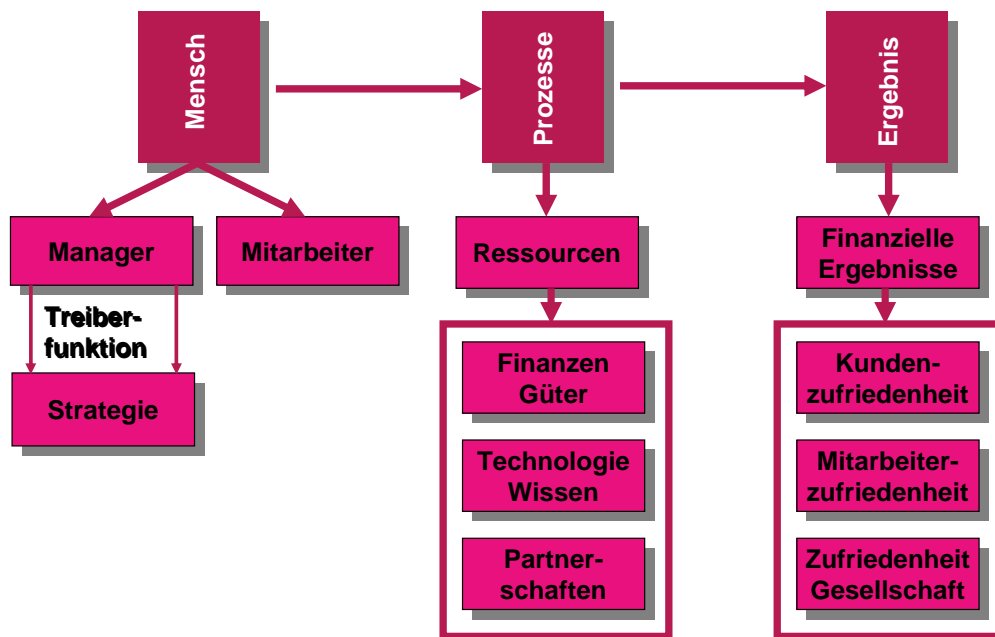 Mensch
Prozesse
Ergebnis
Manager
Mitarbeiter
Ressourcen
Finanzielle
Ergebnisse
Treiber-
funktion
Strategie
Finanzen
Güter
Technologie
Wissen
Partner-
schaften
Kunden-
zufriedenheit
Mitarbeiter-
zufriedenheit
Zufriedenheit
Gesellschaft